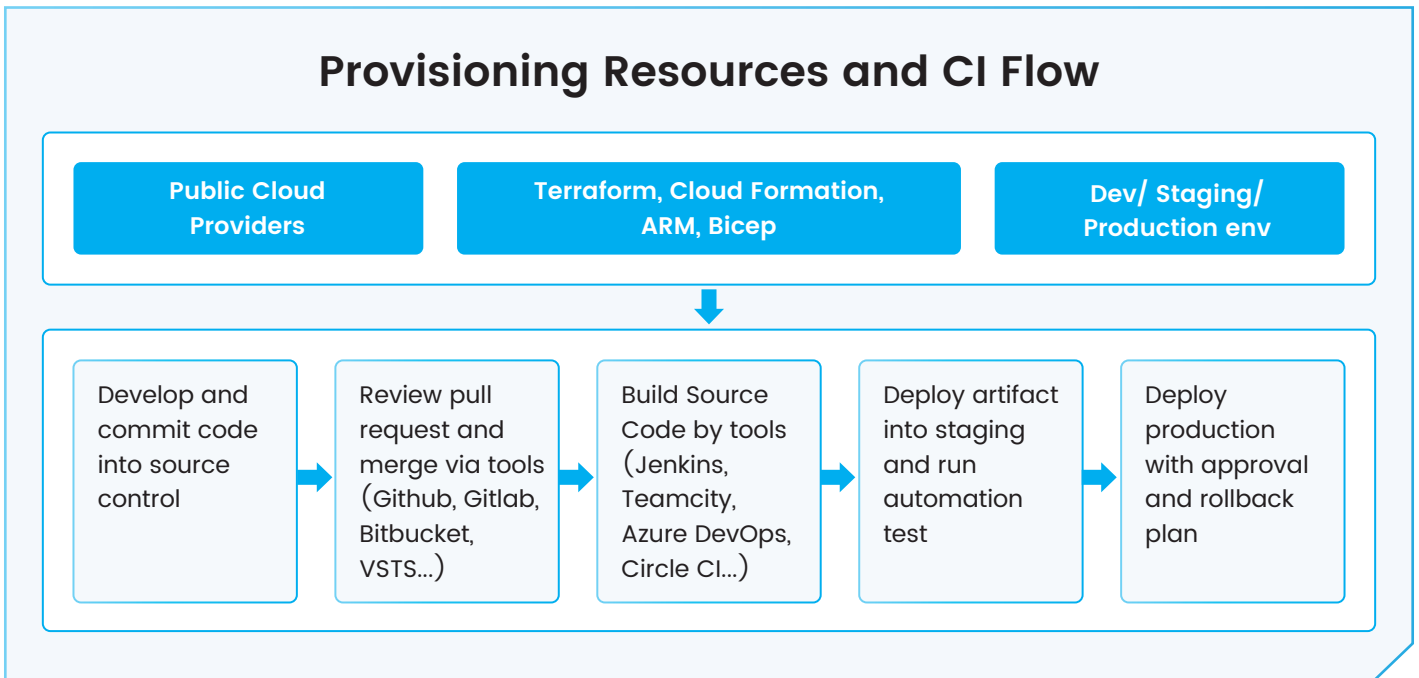 Provisioning Resources and CI Flow
Public Cloud
Providers
Terraform, Cloud Formation,
ARM, Bicep
Dev/ Staging/
Production env
Develop and
commit code
into source
control
Review pull
request and
merge via tools
(Github, Gitlab,
Bitbucket,
VSTS...)
Build Source
Code by tools
(Jenkins,
Teamcity,
Azure DevOps,
Circle CI...)
Deploy artifact
into staging
and run
automation
test
Deploy
production
with approval
and rollback
plan